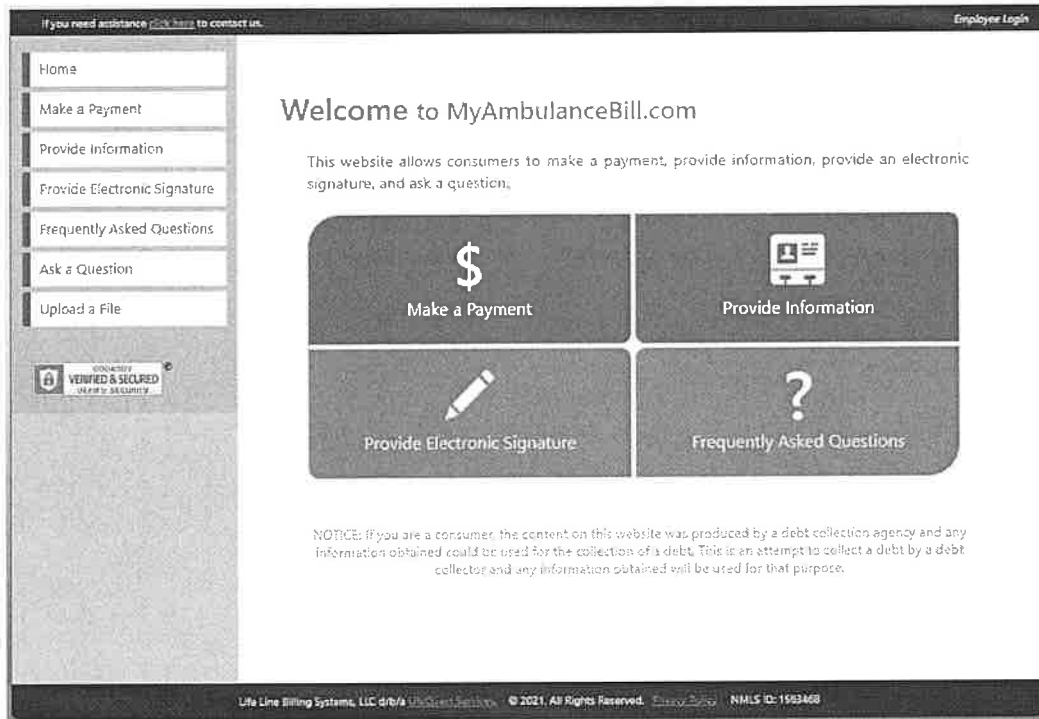 If you need assistance click here to contact us.
Employee Login
Home
Make a Payment
Provide Information
Provide Electronic Signature
Frequently Asked Questions
Ask a Question
Upload a File
VERIFIED & SECURED
VERIFY SECURITY
Welcome to MyAmbulanceBill.com
This website allows consumers to make a payment, provide information, provide an electronic
signature, and ask a question.
$
Make a Payment
Provide Information
Provide Electronic Signature
?
Frequently Asked Questions
NOTICE: If you are a consumer, the content on this website was produced by a debt collection agency and any
information obtained could be used for the collection of a debt. This is an attempt to collect a debt by a debt
collector and any information obtained will be used for that purpose.
Life Line Billing Systems, LLC d/b/a LifeQuest Services. © 2021. All Rights Reserved. Privacy Policy NMLS ID: 1563468